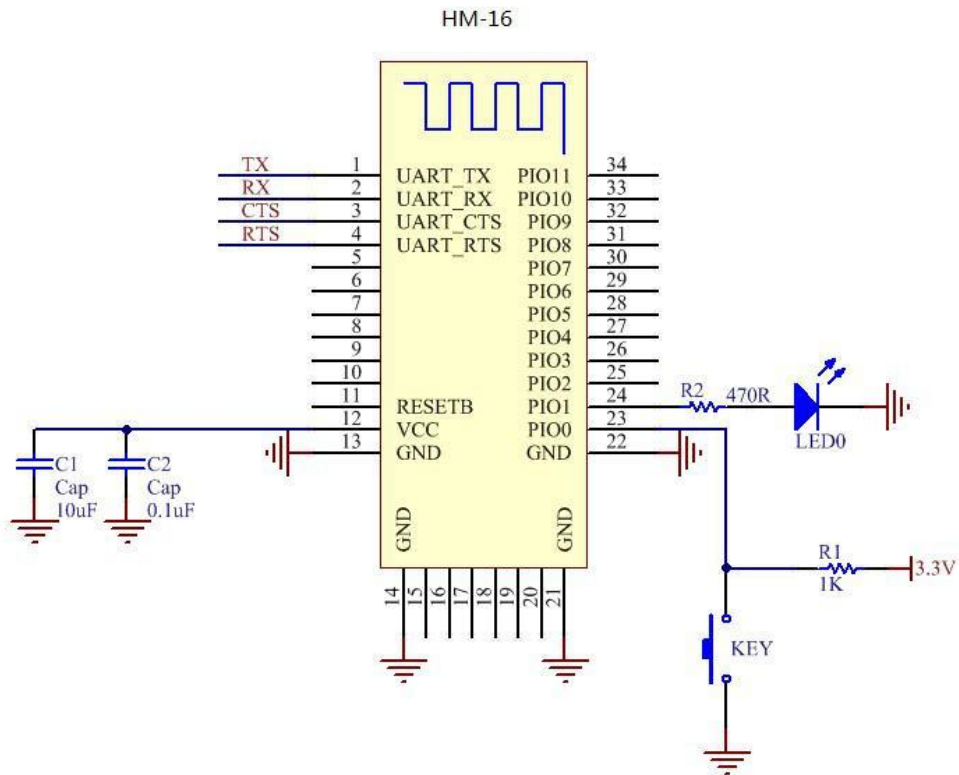 HM-16
TX
RX
CTS
RTS
1
2
3
4
5
6
7
8
9
10
11
12
13
UART_TX
UART_RX
UART_CTS
UART_RTS
RESETB
VCC
GND
PIO11
PIO10
PIO9
PIO8
PIO7
PIO6
PIO5
PIO4
PIO3
PIO2
PIO1
PIO0
GND
34
33
32
31
30
29
28
27
26
25
24
23
22
R2
470R
LED0
C1
Cap
10uF
C2
Cap
0.1uF
GND
GND
14
15
16
17
18
19
20
21
R1
1K
3.3V
KEY